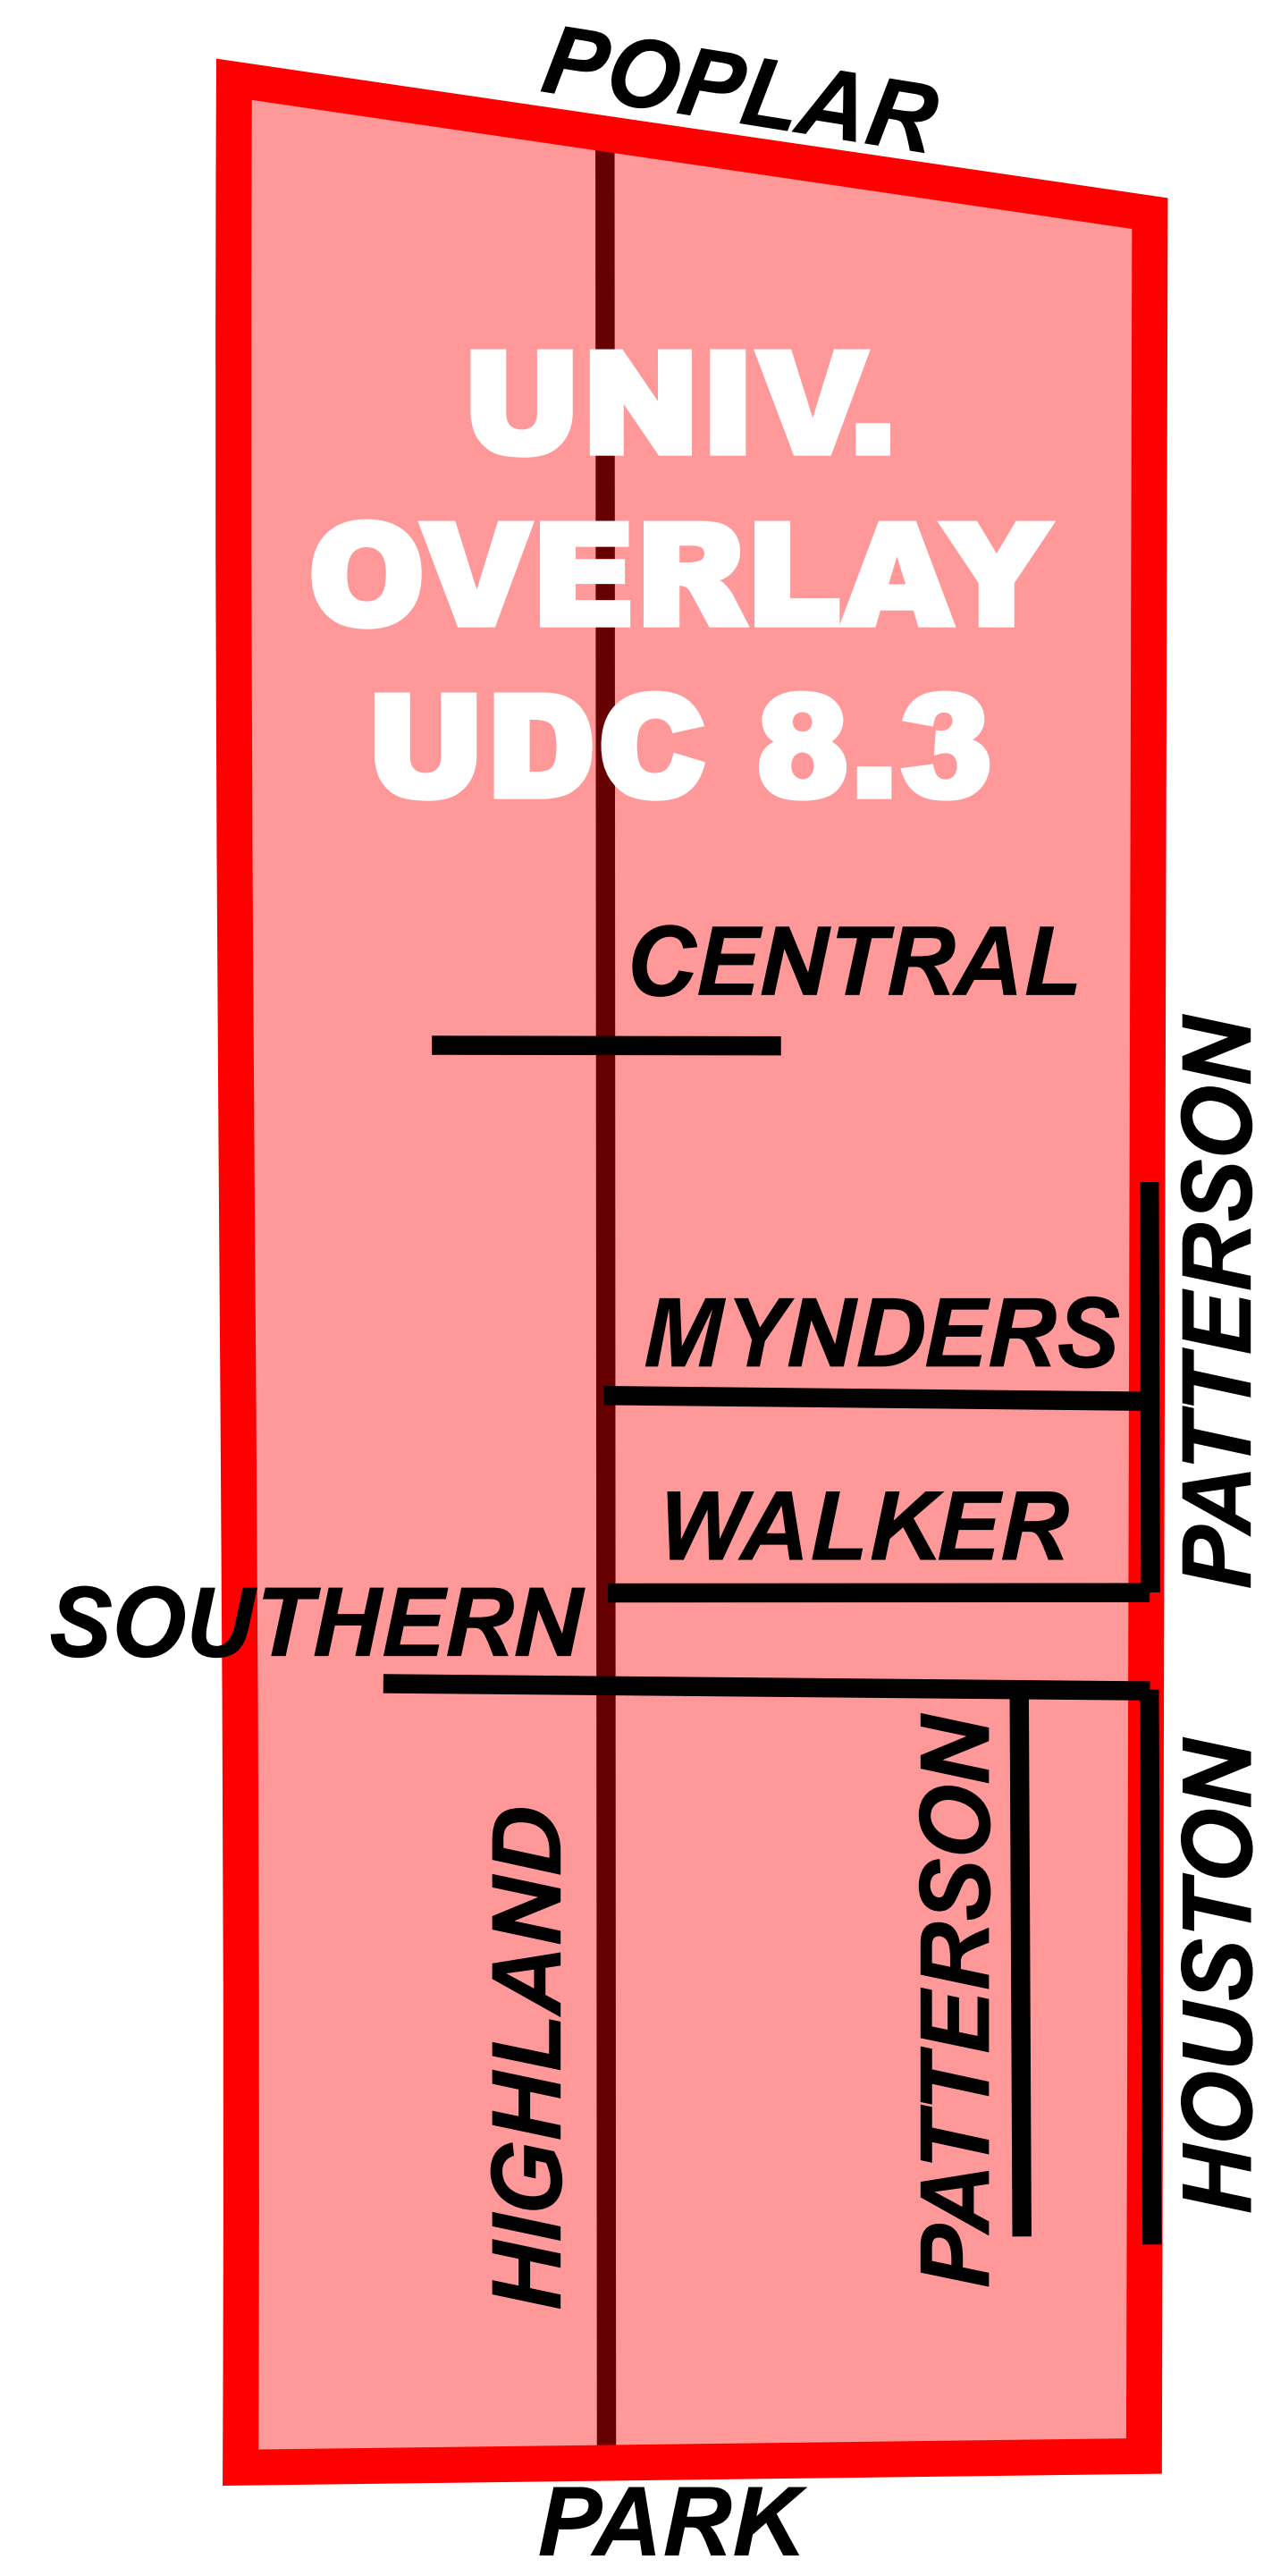 POPLAR
UNIV.
OVERLAY
UDC 8.3
CENTRAL
PATTERSON
MYNDERS
WALKER
SOUTHERN
HIGHLAND
PATTERSON
HOUSTON
PARK